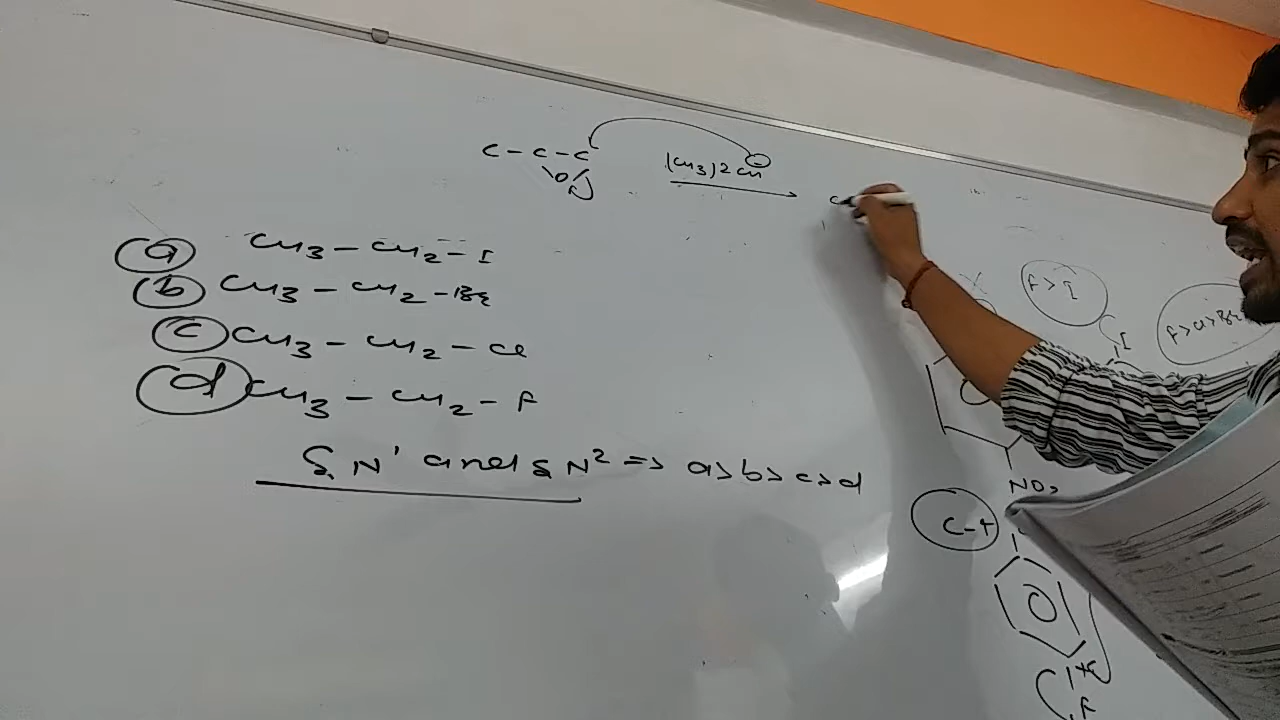 C - C - C
O
(CH3)2 CH -
C
(a) CH3 - CH2 - I
(b) CH3 - CH2 - Br
(c) CH3 - CH2 - Cl
(d) CH3 - CH2 - F
SN1 and SN2 => a>b>c>d
X
F > I
I
F>Cl>Br
NO2
C-F
F